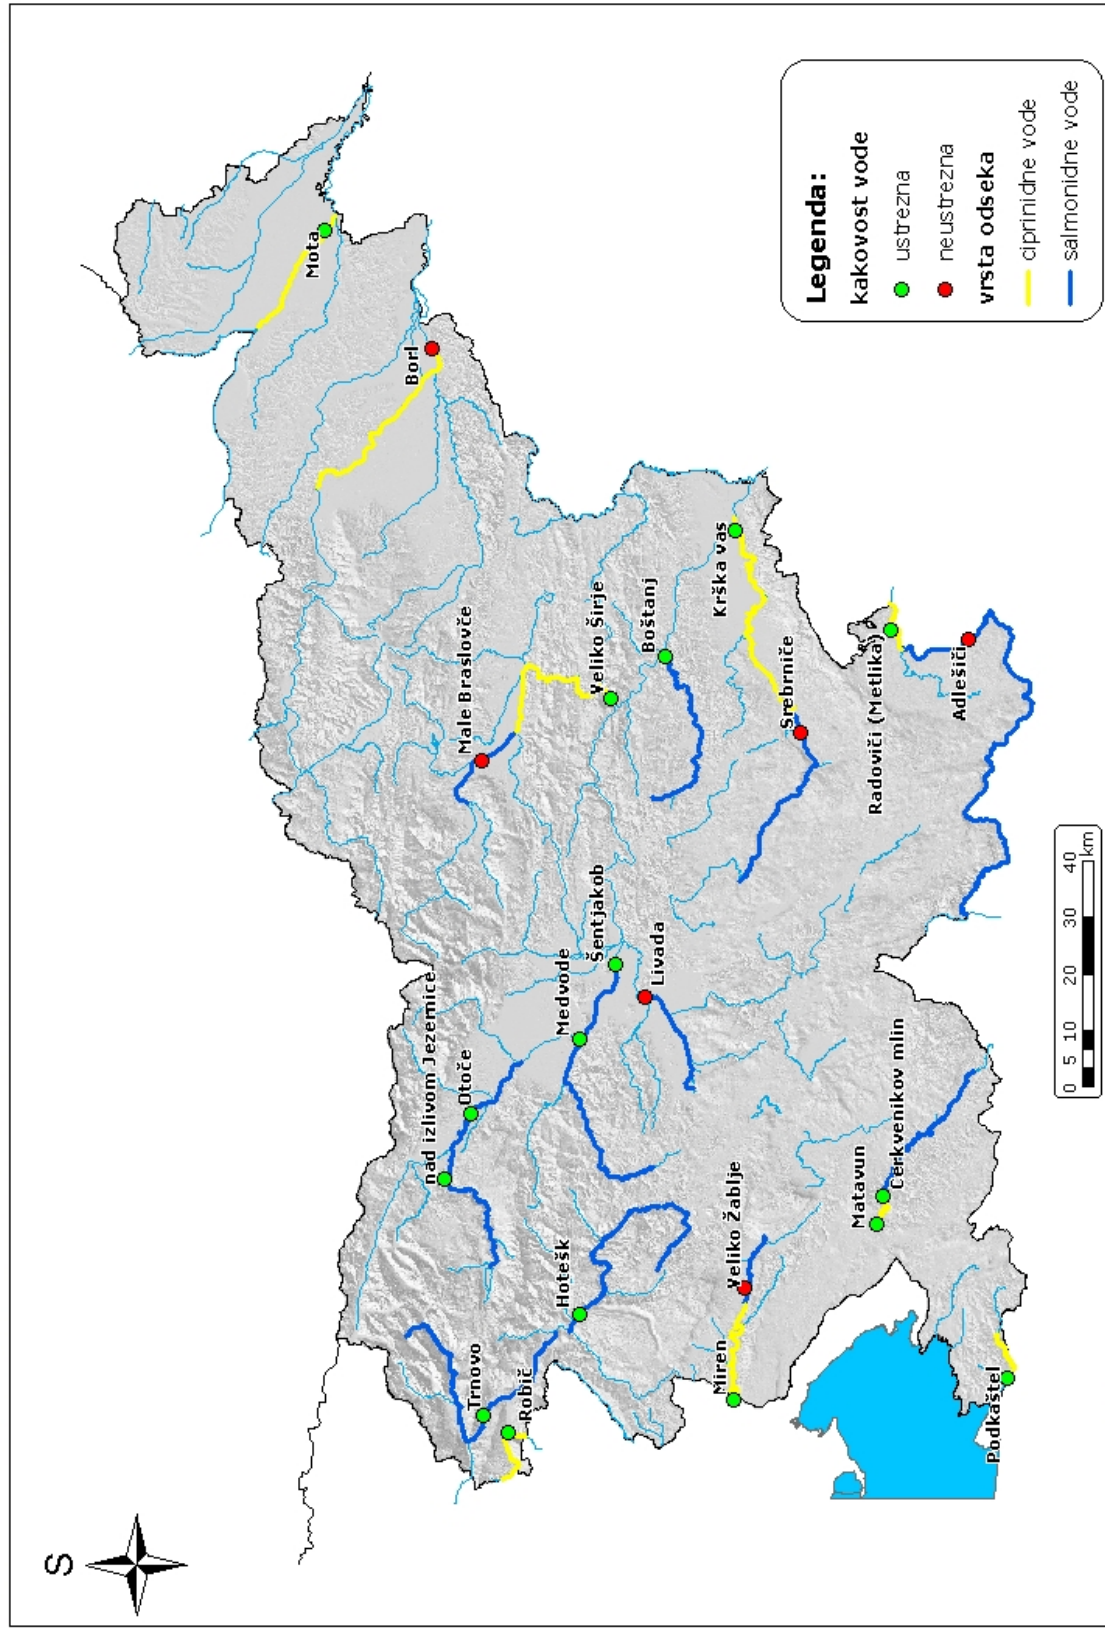 S
Mota
Borl
Trnovo
Robič
nad izlivom Jezernice
Otoče
Hotešk
Medvode
Šentjakob
Livada
Male Braslovče
Veliko Širje
Boštanj
Krška vas
Srebrniče
Radoviči (Metlika)
Adlešiči
Miren
Veliko Žablje
Matavun
Cerkvenikov mlin
Podkaštel
0 5 10 20 30 40
km
Legenda:
kakovost vode
ustrezna
neustrezna
vrsta odseka
ciprinidne vode
salmonidne vode